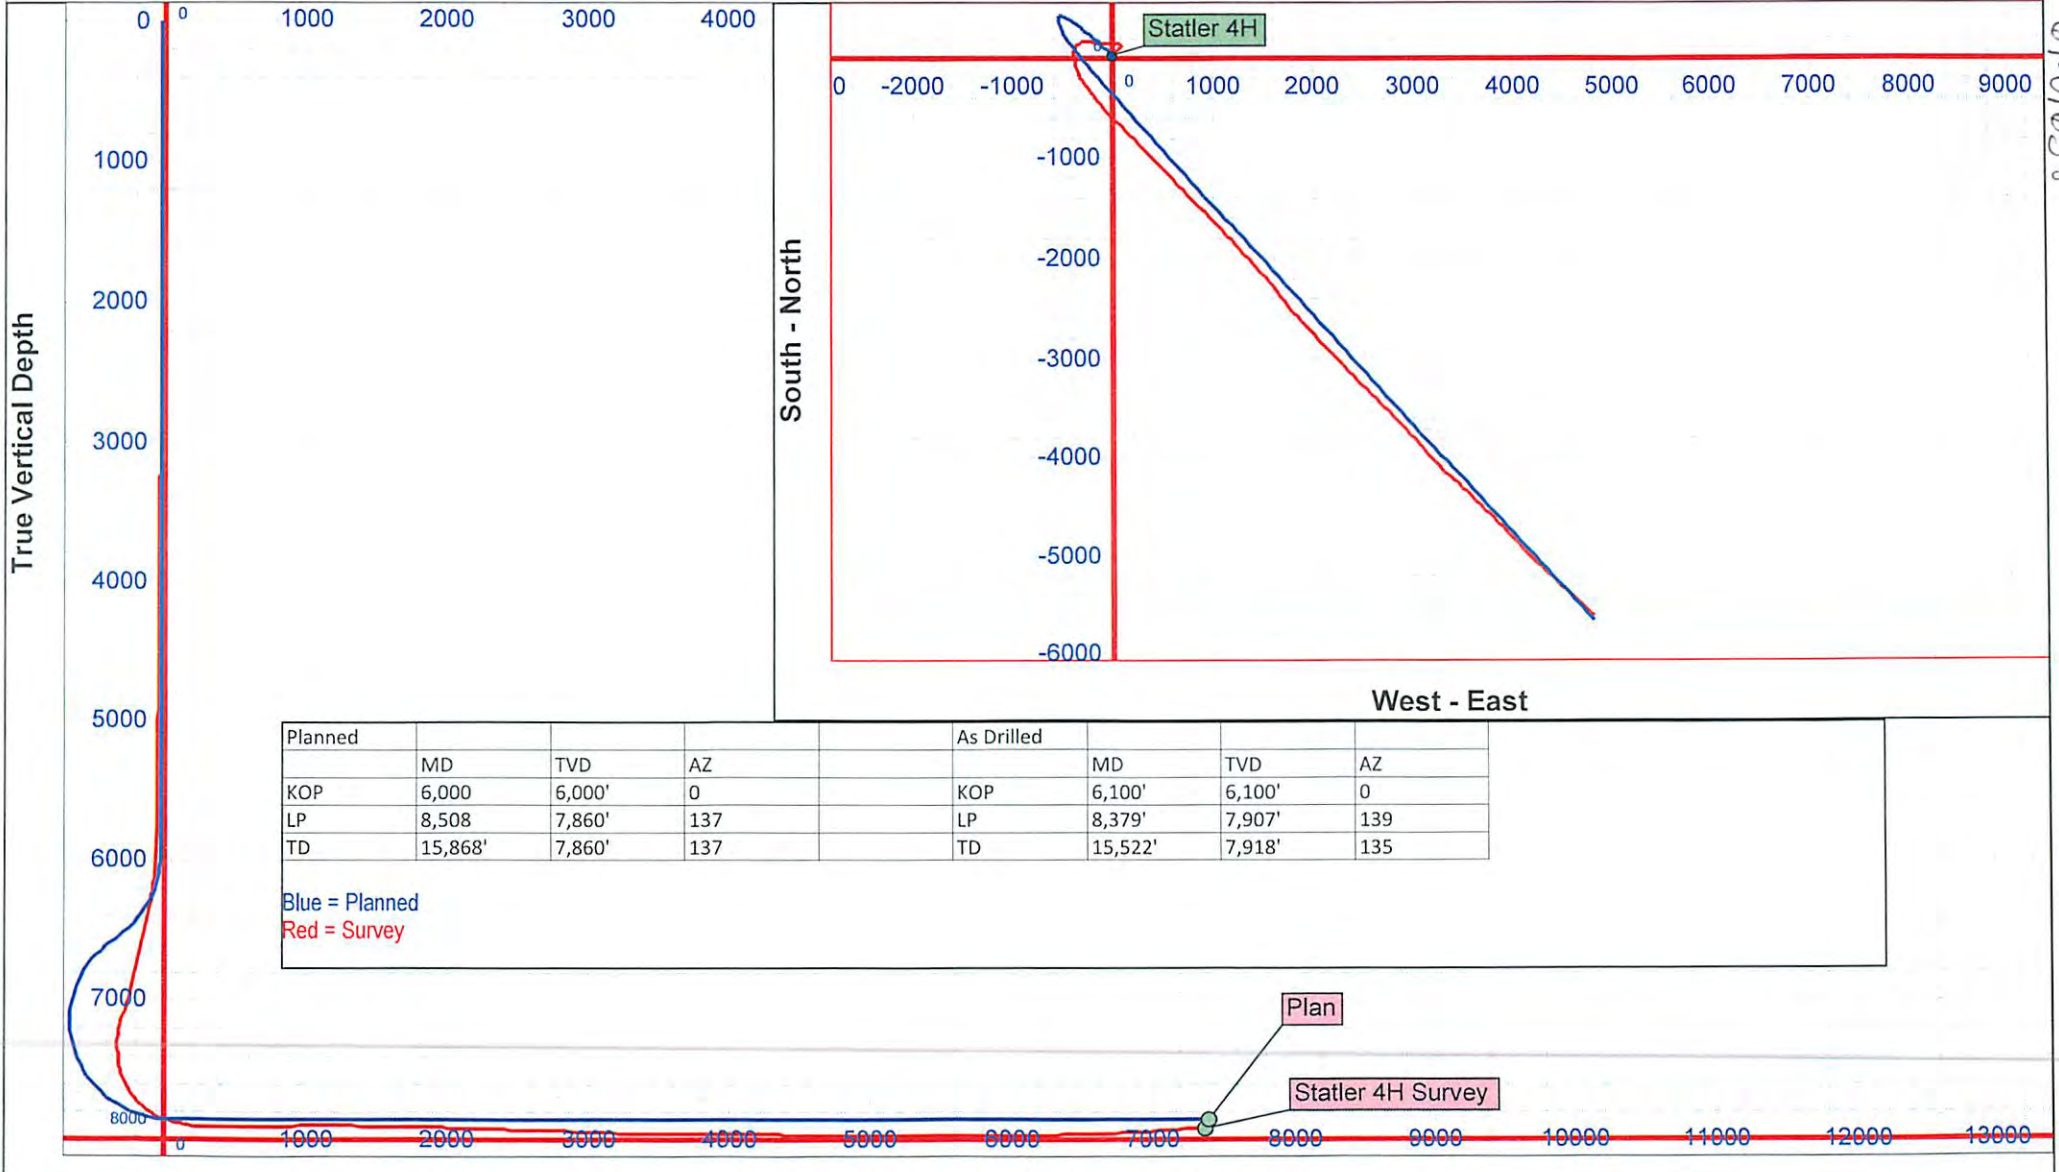 0 0 1000 2000 3000 4000
1000
2000
3000
4000
5000
6000
7000
8000
True Vertical Depth
Statler 4H
0
0 -2000 -1000 0 1000 2000 3000 4000 5000 6000 7000 8000 9000
-1000
-2000
-3000
-4000
-5000
-6000
South - North
West - East
Planned As Drilled
MD TVD AZ MD TVD AZ
KOP 6,000 6,000' 0 KOP 6,100' 6,100' 0
LP 8,508 7,860' 137 LP 8,379' 7,907' 139
TD 15,868' 7,860' 137 TD 15,522' 7,918' 135
Blue = Planned
Red = Survey
Plan
Statler 4H Survey
0 1000 2000 3000 4000 5000 6000 7000 8000 9000 10000 11000 12000 13000